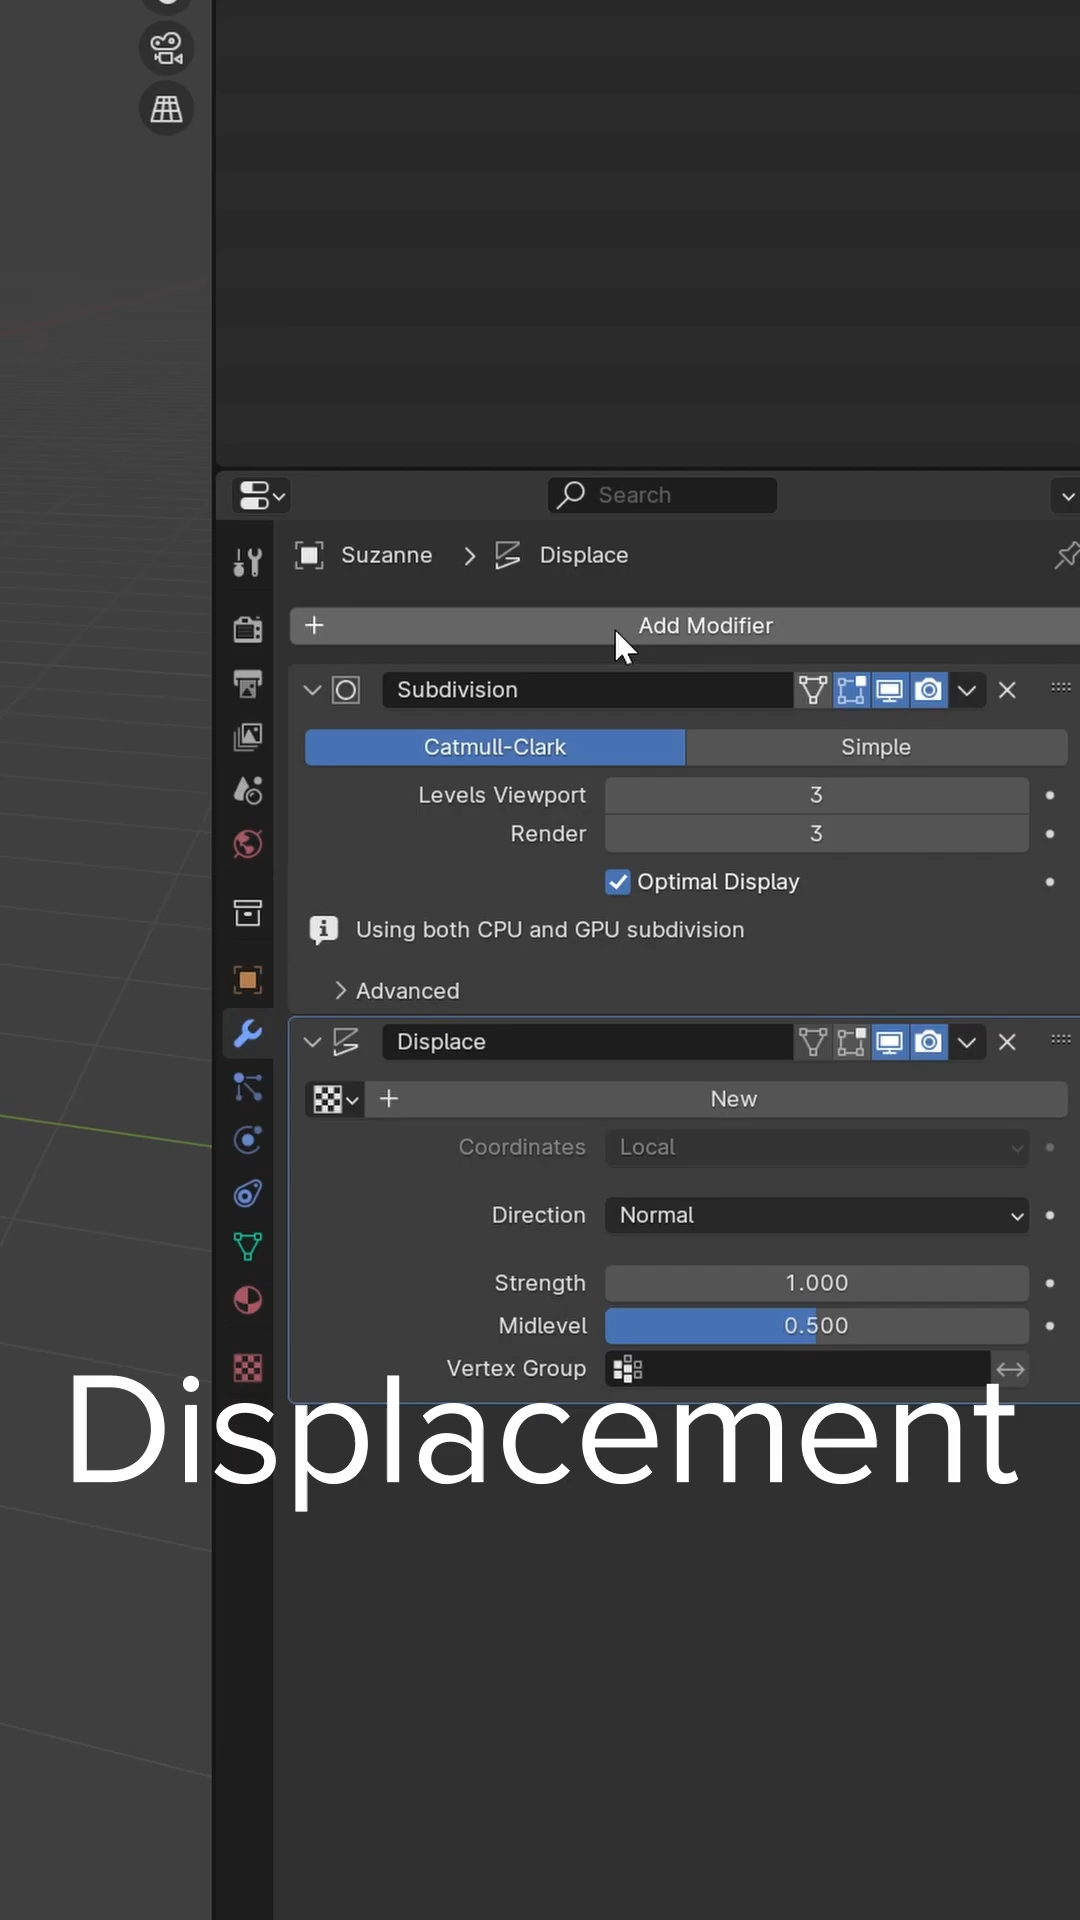 Search
Suzanne > Displace
+ Add Modifier
Subdivision
Catmull-Clark Simple
Levels Viewport 3
Render 3
Optimal Display
Using both CPU and GPU subdivision
Advanced
Displace
+ New
Coordinates Local
Direction Normal
Strength 1.000
Midlevel 0.500
Vertex Group
Displacement